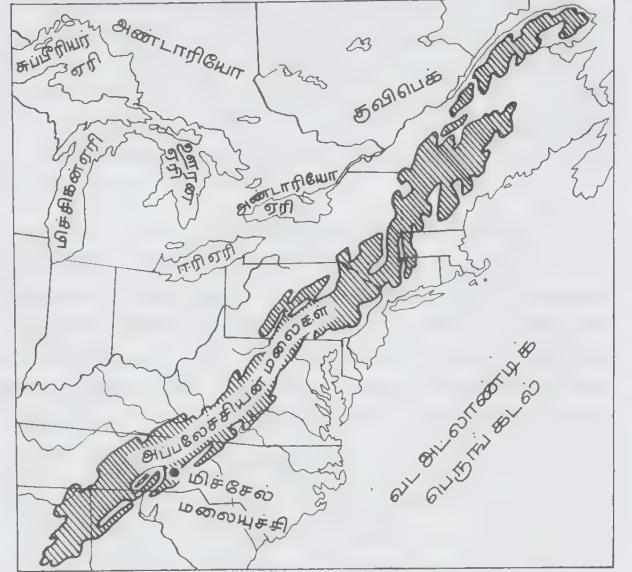 சுப்பீரியர்
ஏரி
அண்டாரியோ
குவிபெக்
மிச்சிகன் ஏரி
ஹூரன்
ஏரி
அண்டாரியோ
ஏரி
ஈரி ஏரி
அப்பலேச்சியன் மலைகள்
மிச்சேல்
மலையுச்சி
வட அட்லாண்டிக்
பெருங் கடல்